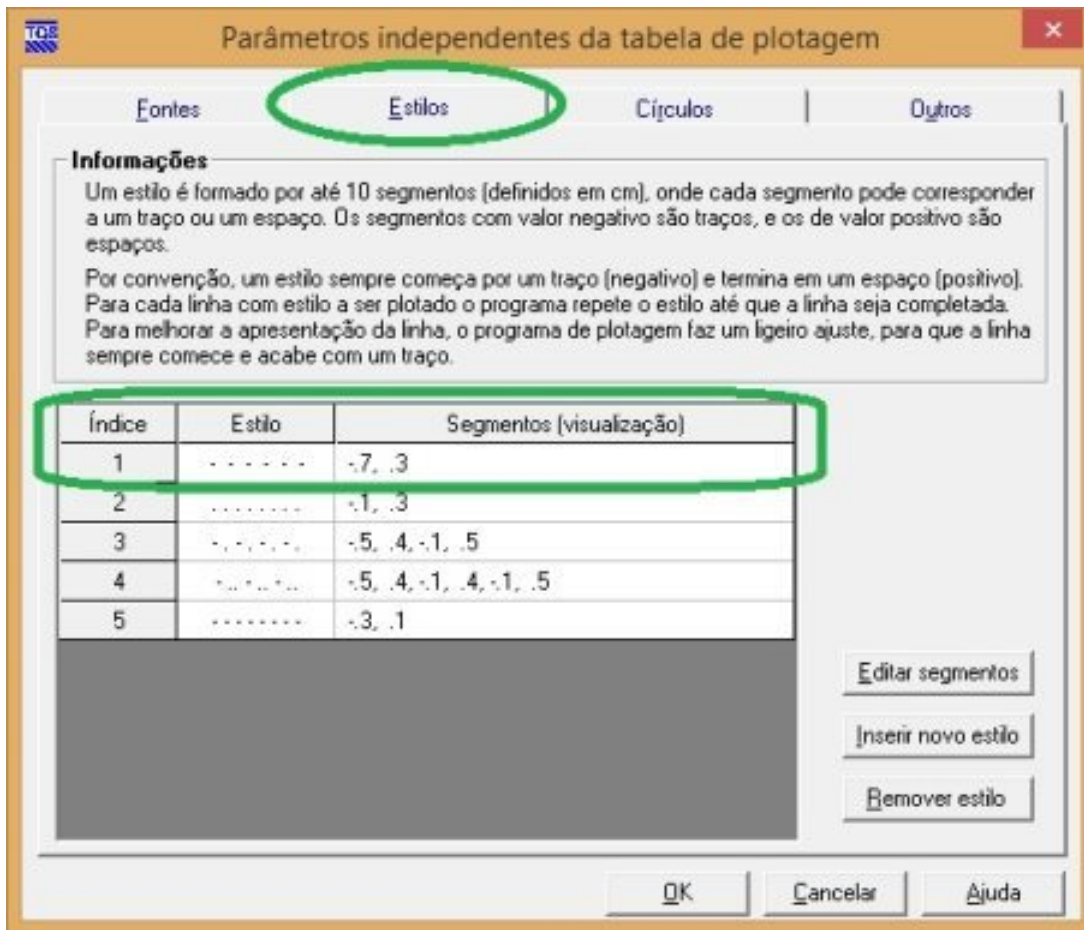 TQS
Parâmetros independentes da tabela de plotagem
×
Fontes
Estilos
Círculos
Outros
Informações
Um estilo é formado por até 10 segmentos (definidos em cm), onde cada segmento pode corresponder
a um traço ou um espaço. Os segmentos com valor negativo são traços, e os de valor positivo são
espaços.
Por convenção, um estilo sempre começa por um traço (negativo) e termina em um espaço (positivo).
Para cada linha com estilo a ser plotado o programa repete o estilo até que a linha seja completada.
Para melhorar a apresentação da linha, o programa de plotagem faz um ligeiro ajuste, para que a linha
sempre comece e acabe com um traço.
Índice Estilo Segmentos (visualização)
1 - - - - - - -.7, .3
2 ........ -.1, .3
3 -.-.-.-. -.5, .4,-.1, .5
4 -..-..-.. -.5, .4,-.1, .4,-.1, .5
5 -------- -.3, .1
Editar segmentos
Inserir novo estilo
Remover estilo
OK
Cancelar
Ajuda